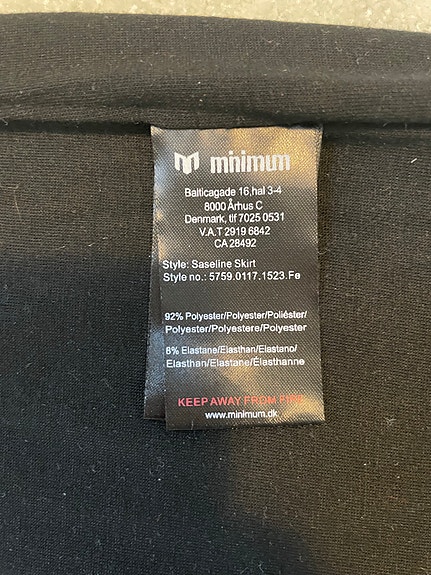 minimum
Balticagade 16,hal 3-4
8000 Århus C
Denmark, tlf 7025 0531
V.A.T 2919 6842
CA 28492
Style: Saseline Skirt
Style no.: 5759.0117.1523.Fe
92% Polyester/Polyester/Poliéster/
Polyester/Polyestere/Polyester
8% Elastane/Elasthan/Elastano/
Elasthan/Elastane/Élesthanne
KEEP AWAY FROM FIRE
www.minimum.dk